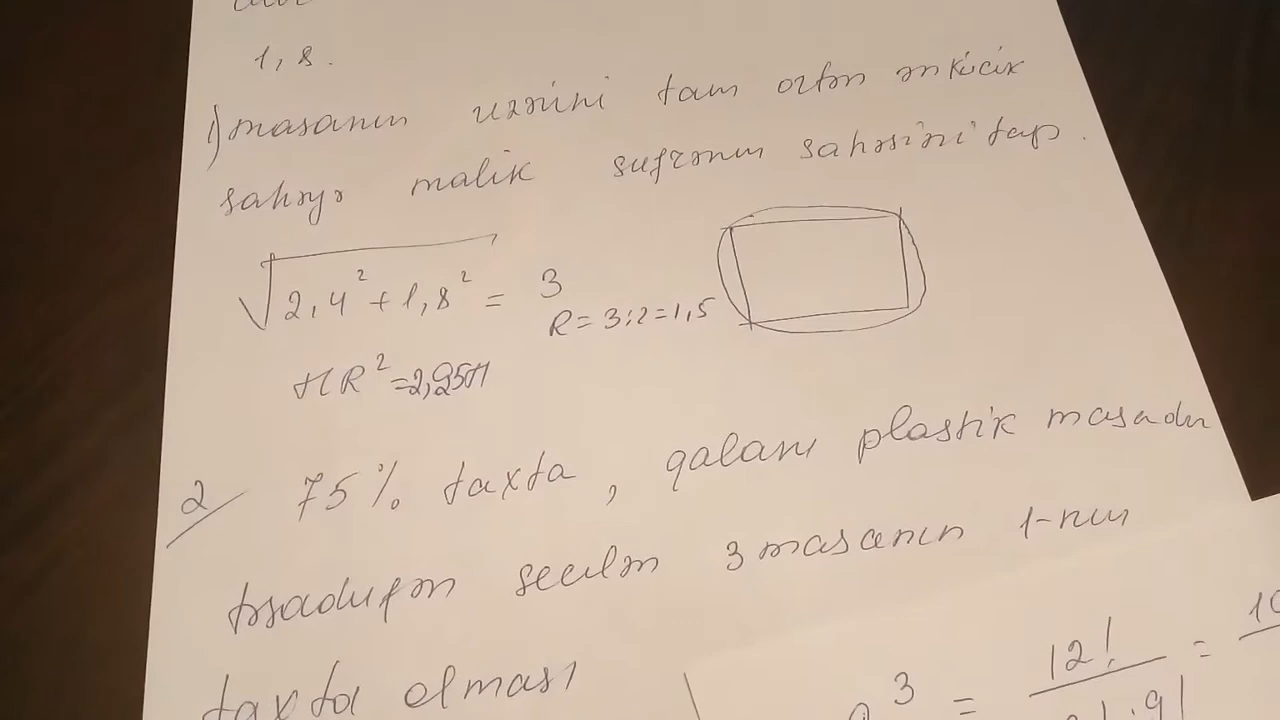 1,8.
1) masanın üzərini tam örtən ən kiçik
sahəyə malik süfrənin sahəsini tap.
√2,4²+1,8² = 3
R = 3:2=1,5
πR²=2,25π
2/ 75% taxta, qalanı plastik masadır
təsadüfən seçilən 3 masanın 1-nin
taxta olması
3 = 12! =
9!